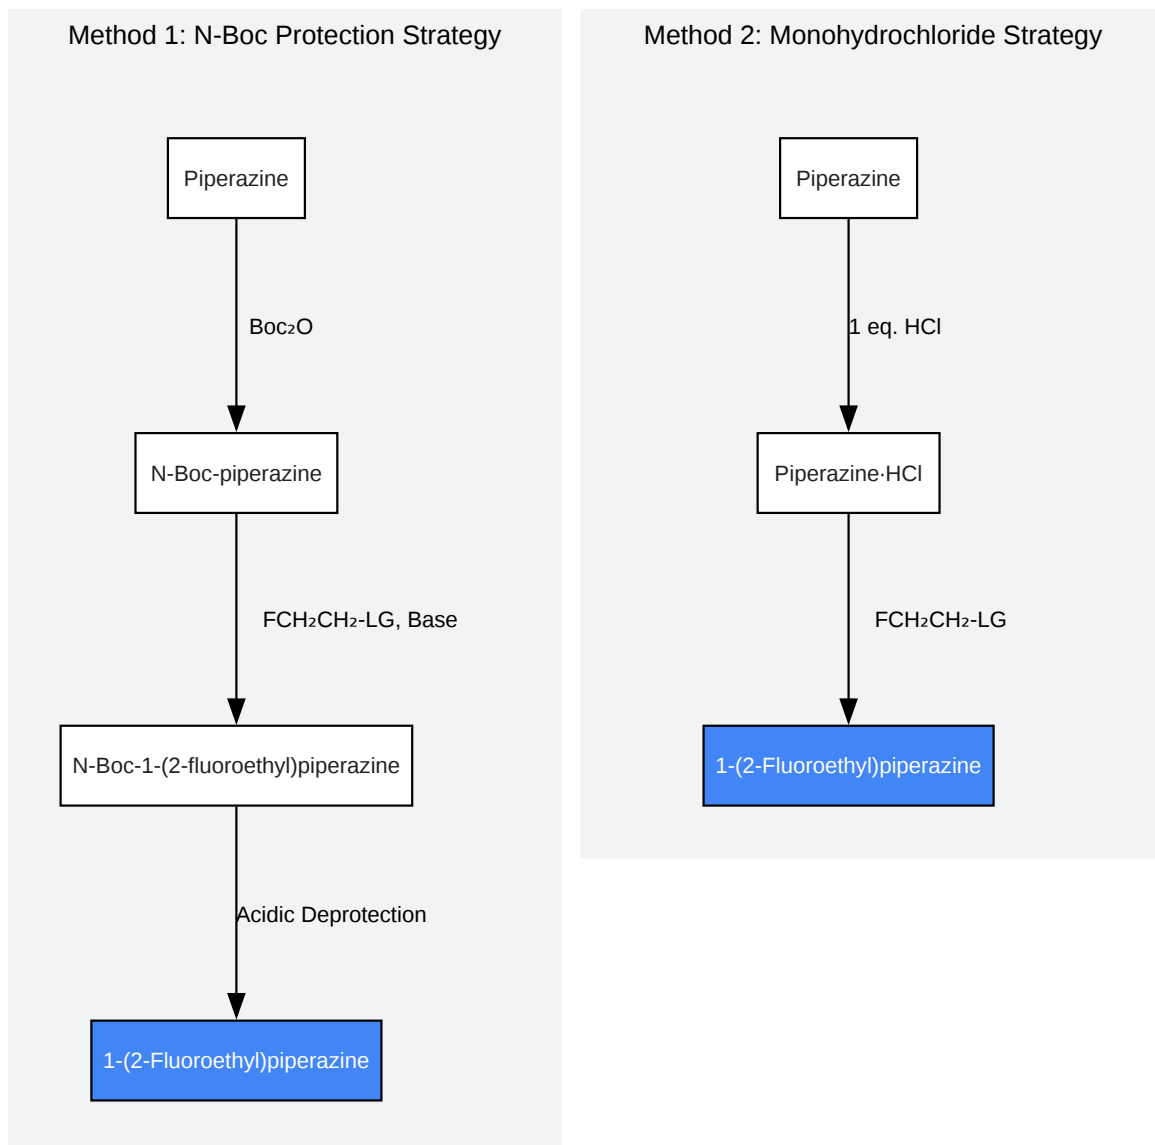 Method 1: N-Boc Protection Strategy
Piperazine
Boc₂O
N-Boc-piperazine
FCH₂CH₂-LG, Base
N-Boc-1-(2-fluoroethyl)piperazine
Acidic Deprotection
1-(2-Fluoroethyl)piperazine
Method 2: Monohydrochloride Strategy
Piperazine
1 eq. HCl
Piperazine·HCl
FCH₂CH₂-LG
1-(2-Fluoroethyl)piperazine